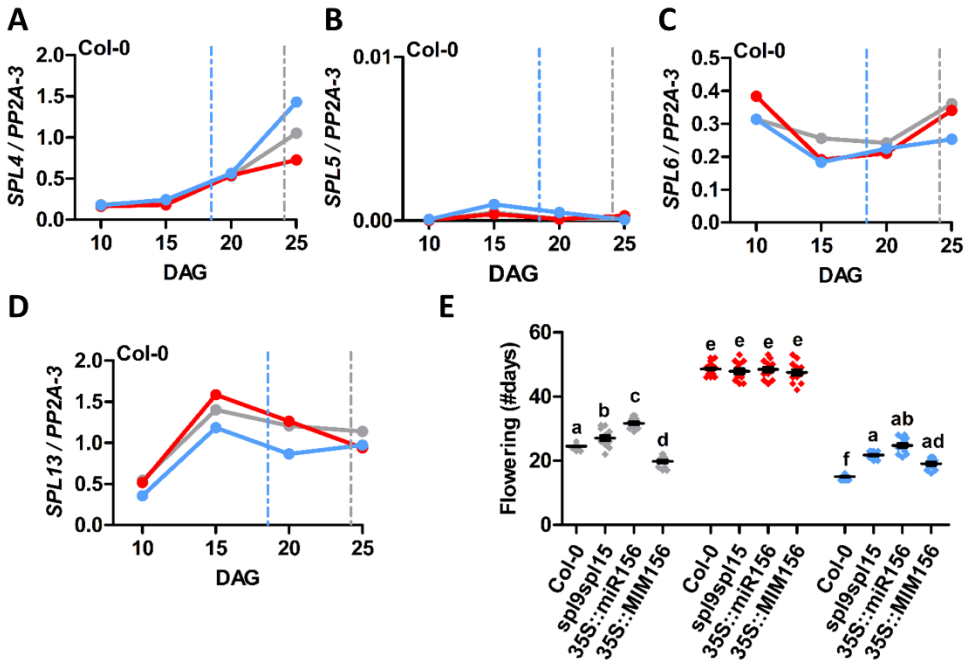 A
Col-0
SPL4 / PP2A-3
2.0
1.5
1.0
0.5
0.0
10 15 20 25
DAG
B
Col-0
SPL5 / PP2A-3
0.01
0.00
10 15 20 25
DAG
C
Col-0
SPL6 / PP2A-3
0.5
0.4
0.3
0.2
0.1
0.0
10 15 20 25
DAG
D
Col-0
SPL13 / PP2A-3
2.0
1.5
1.0
0.5
0.0
10 15 20 25
DAG
E
Flowering (#days)
60
40
20
0
a b c d e e e e f a ab ad
Col-0
spl9spl15
35S::miR156
35S::MIM156
Col-0
spl9spl15
35S::miR156
35S::MIM156
Col-0
spl9spl15
35S::miR156
35S::MIM156